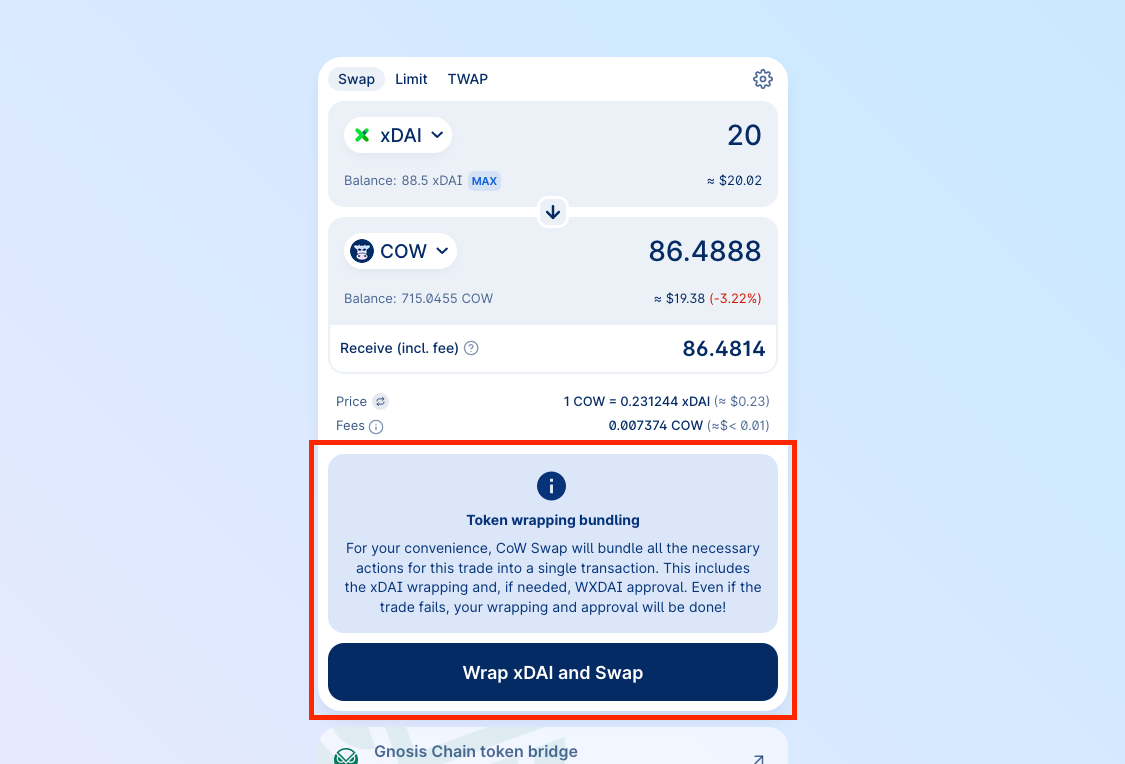 Swap Limit TWAP
xDAI 20
Balance: 88.5 xDAI MAX ≈ $20.02
COW 86.4888
Balance: 715.0455 COW ≈ $19.38 (-3.22%)
Receive (incl. fee) ? 86.4814
Price 1 COW = 0.231244 xDAI (≈ $0.23)
Fees 0.007374 COW (≈$< 0.01)
Token wrapping bundling
For your convenience, CoW Swap will bundle all the necessary
actions for this trade into a single transaction. This includes
the xDAI wrapping and, if needed, WXDAI approval. Even if the
trade fails, your wrapping and approval will be done!
Wrap xDAI and Swap
Gnosis Chain token bridge